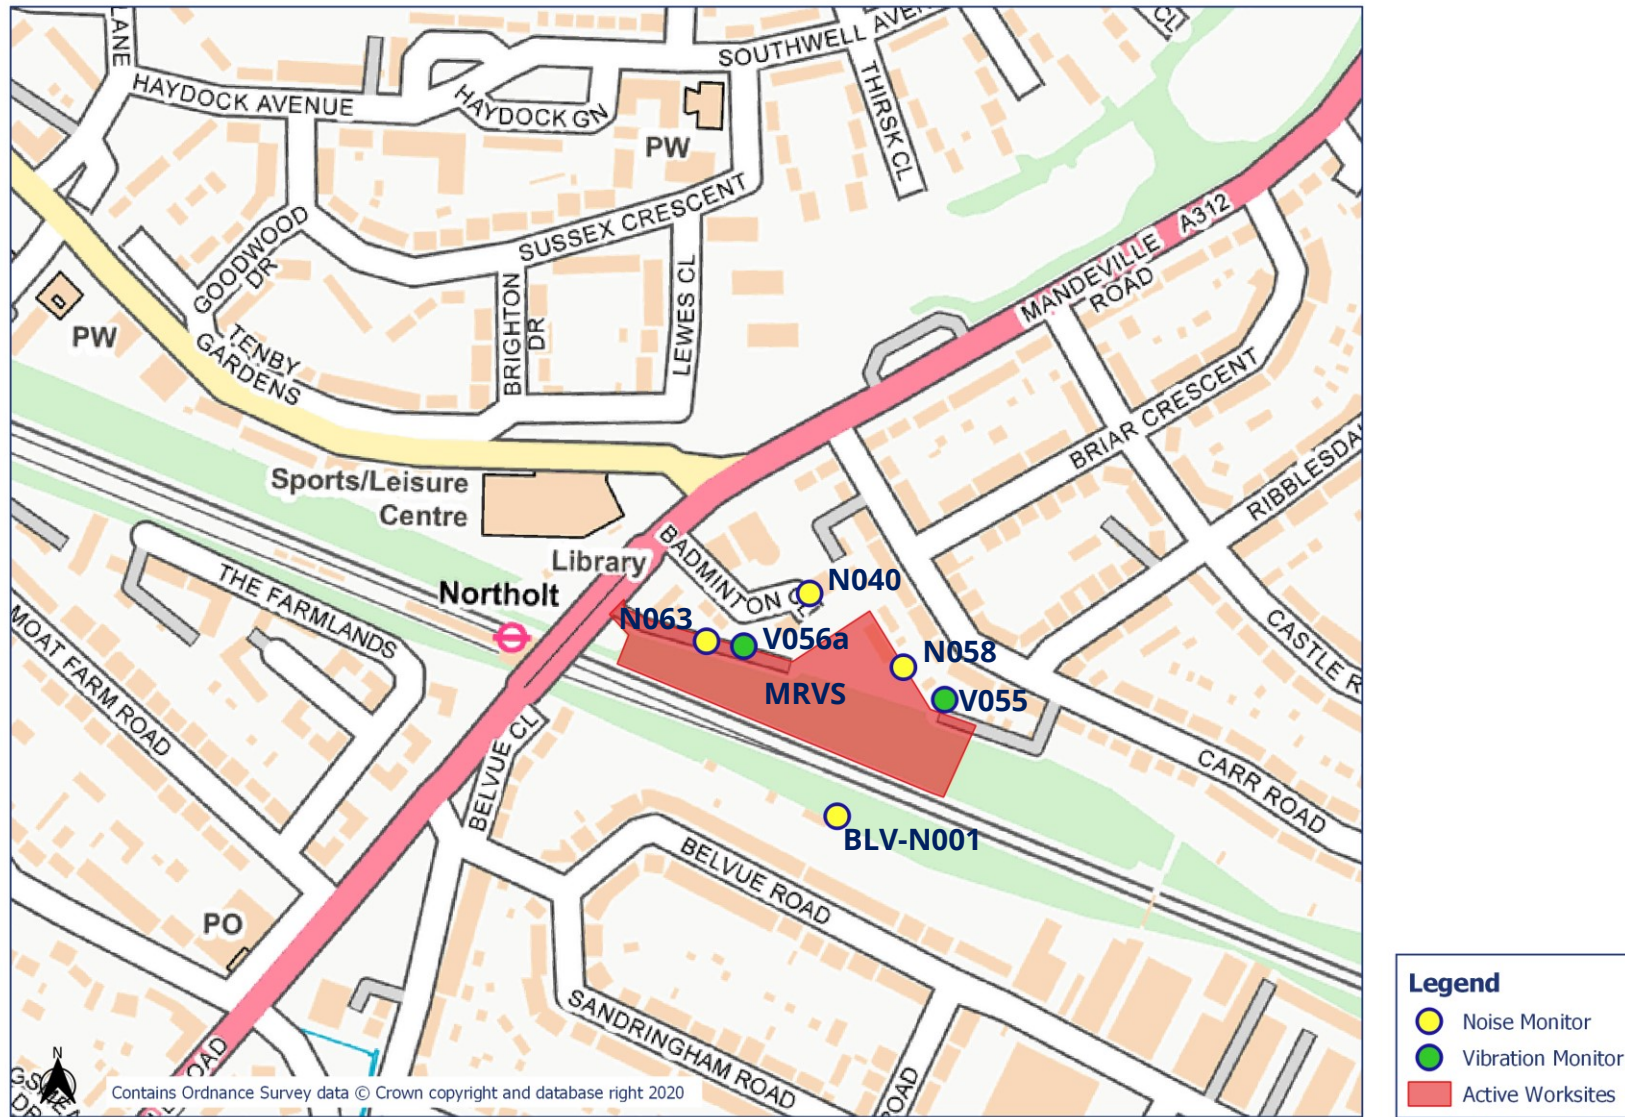 LANE
CL
SOUTHWELL AVEN
HAYDOCK AVENUE
HAYDOCK GN
THIRSK CL
PW
SUSSEX CRESCENT
GOODWOOD
DR
MANDEVILLE A312
ROAD
BRIGHTON
DR
LEWES CL
PW
TENBY
GARDENS
BRIAR CRESCENT
RIBBLESDA
Sports/Leisure
Centre
Library
BADMINTON CL
Northolt
THE FARMLANDS
N040
N063
V056a
N058
MRVS
V055
CASTLE R
MOAT FARM ROAD
BELVUE CL
CARR ROAD
BLV-N001
BELVUE ROAD
PO
SANDRINGHAM ROAD
ROAD
ROAD
N
Contains Ordnance Survey data © Crown copyright and database right 2020
Legend
Noise Monitor
Vibration Monitor
Active Worksites